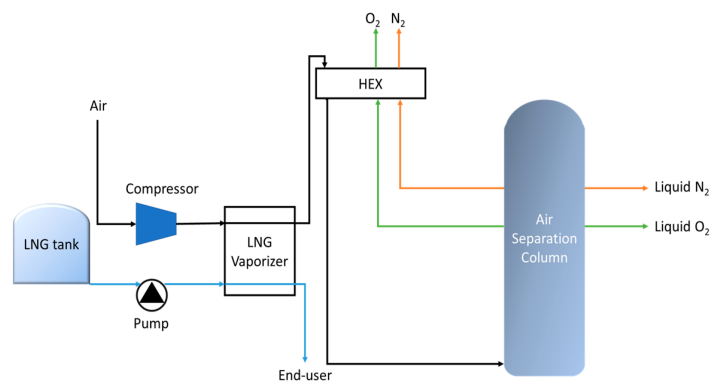 O2 N2
HEX
Air
Compressor
LNG tank
LNG
Vaporizer
Pump
End-user
Air
Separation
Column
Liquid N2
Liquid O2